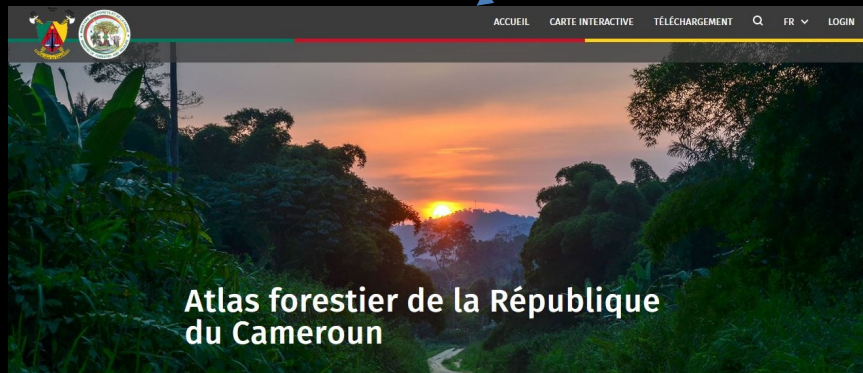 ACCUEIL CARTE INTERACTIVE TÉLÉCHARGEMENT FR LOGIN
Atlas forestier de la République
du Cameroun